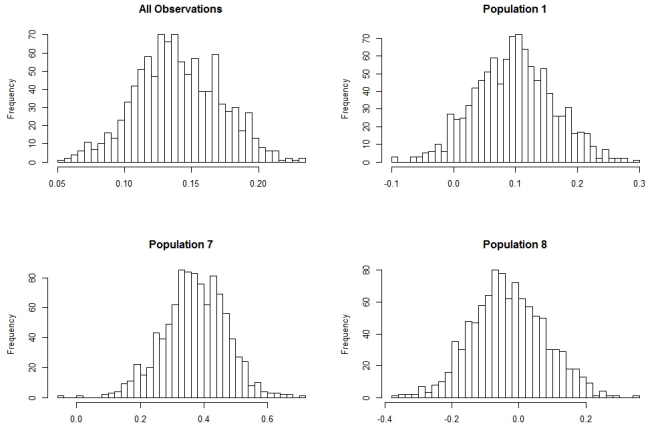 All Observations
Frequency
0 10 20 30 40 50 60 70
0.05 0.10 0.15 0.20
Population 1
Frequency
0 10 20 30 40 50 60 70
-0.1 0.0 0.1 0.2 0.3
Population 7
Frequency
0 20 40 60 80
0.0 0.2 0.4 0.6
Population 8
Frequency
0 20 40 60 80
-0.4 -0.2 0.0 0.2